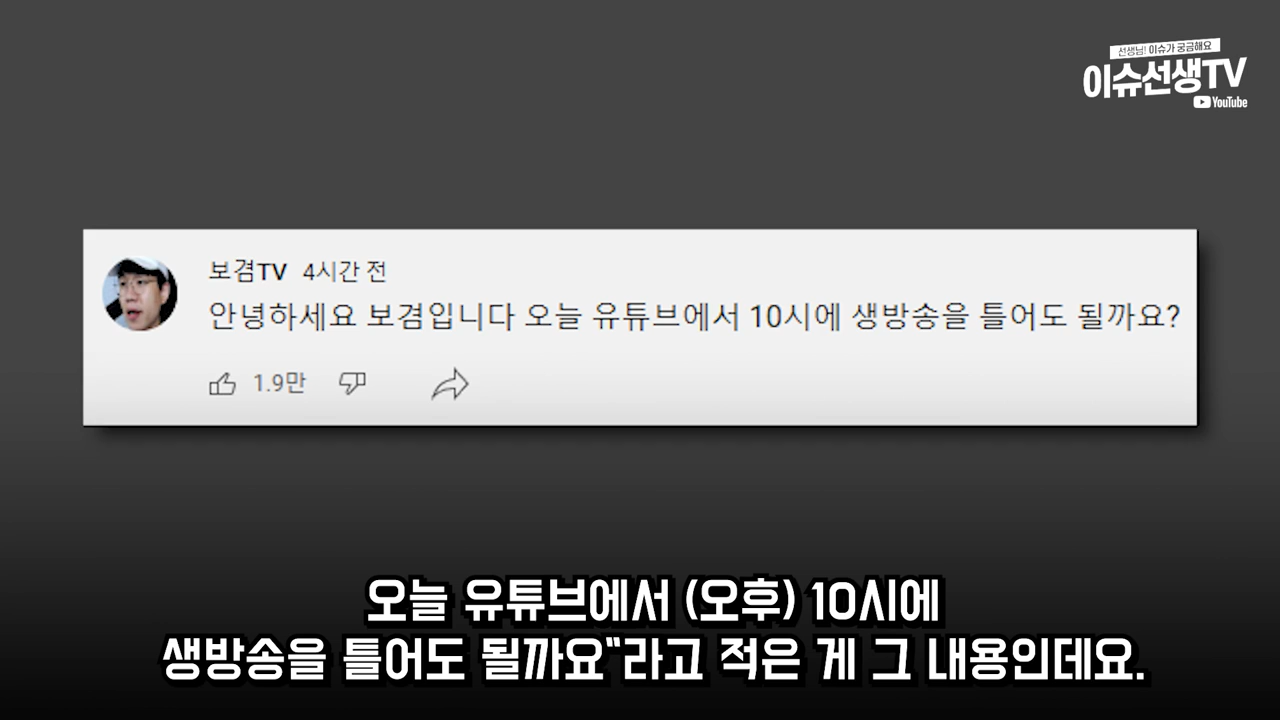 선생님! 이슈가 궁금해요
이슈선생TV
YouTube
보겸TV 4시간 전
안녕하세요 보겸입니다 오늘 유튜브에서 10시에 생방송을 틀어도 될까요?
1.9만
오늘 유튜브에서 (오후) 10시에
생방송을 틀어도 될까요"라고 적은 게 그 내용인데요.